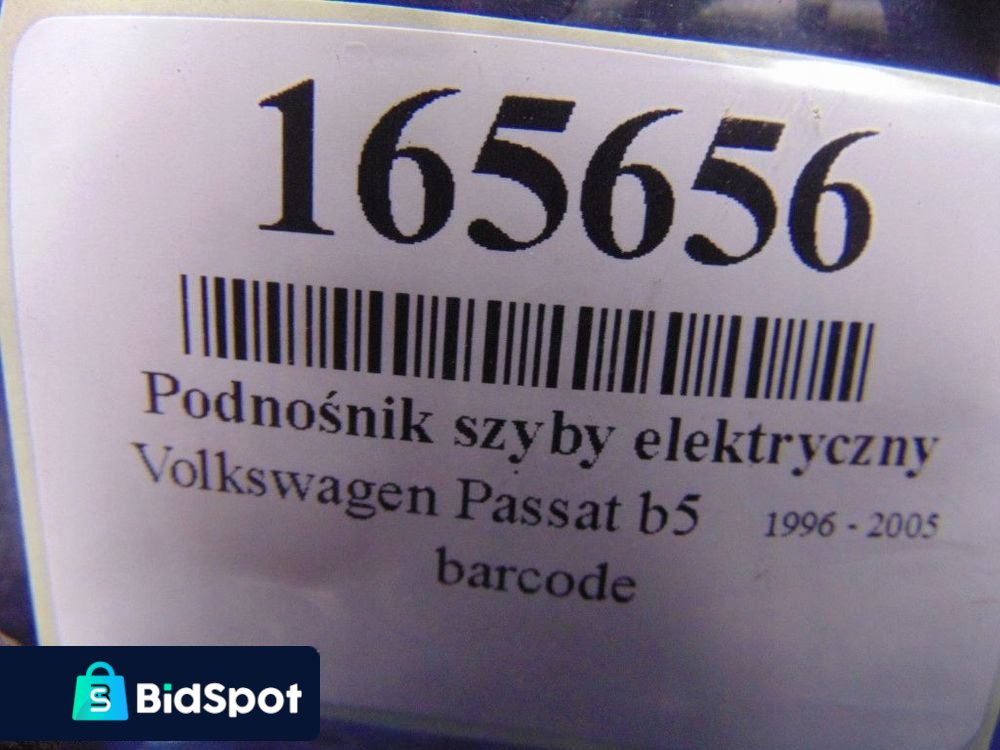 165656
Podnośnik szyby elektryczny
Volkswagen Passat b5 1996 - 2005
barcode
S BidSpot